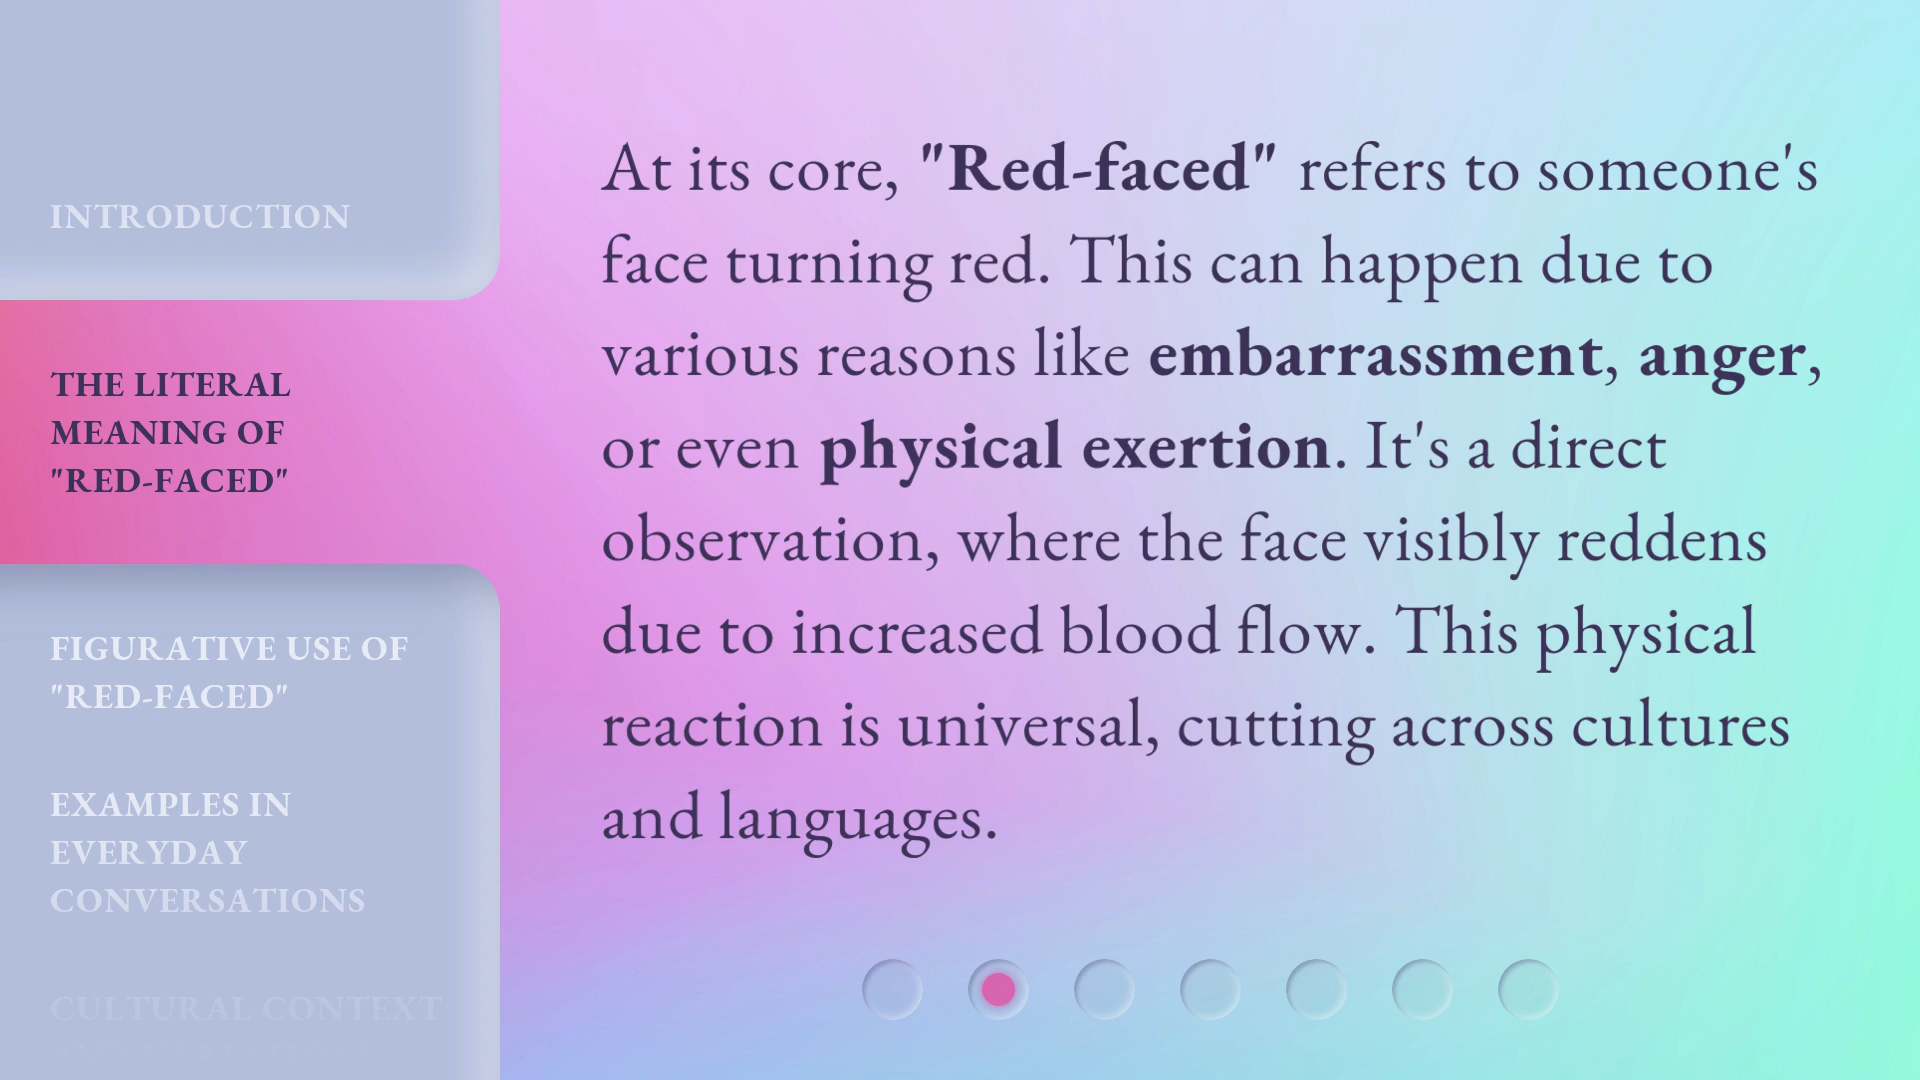 INTRODUCTION
THE LITERAL
MEANING OF
"RED-FACED"
FIGURATIVE USE OF
"RED-FACED"
EXAMPLES IN
EVERYDAY
CONVERSATIONS
CULTURAL CONTEXT
At its core, "Red-faced" refers to someone's
face turning red. This can happen due to
various reasons like embarrassment, anger,
or even physical exertion. It's a direct
observation, where the face visibly reddens
due to increased blood flow. This physical
reaction is universal, cutting across cultures
and languages.